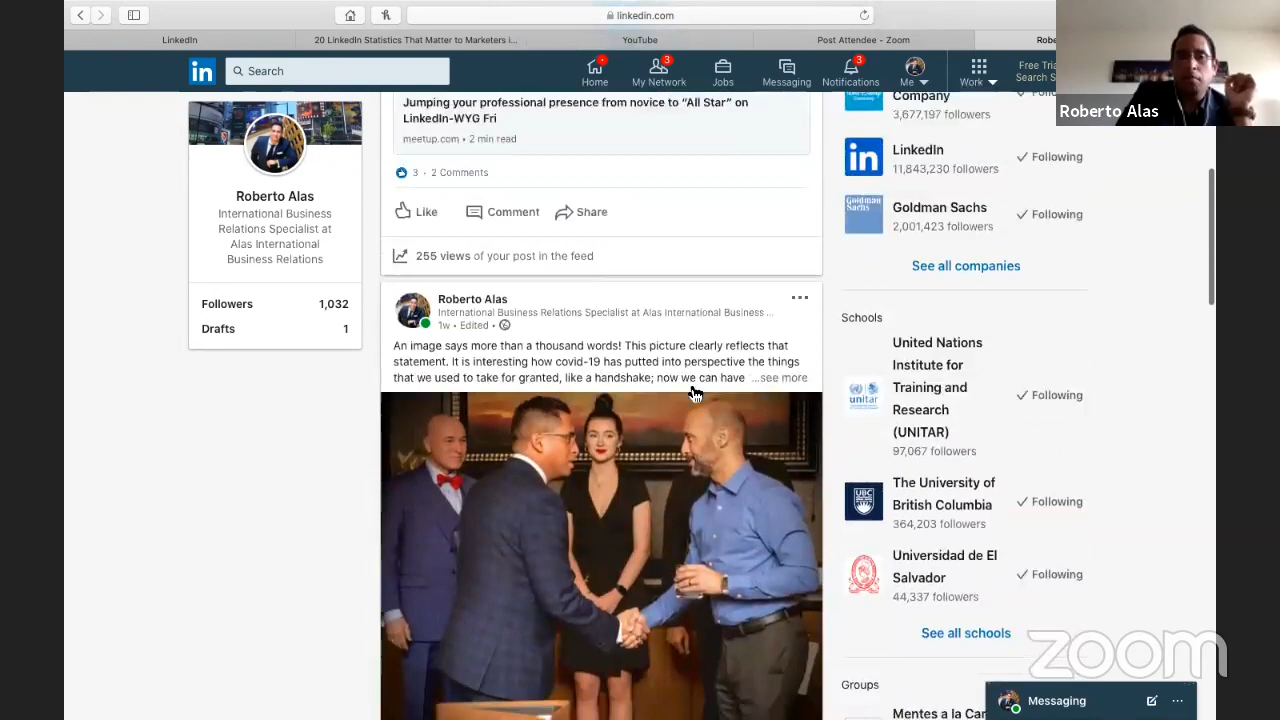 linkedin.com
LinkedIn
20 LinkedIn Statistics That Matter to Marketers i...
YouTube
Post Attendee - Zoom
in
Search
Home
3
My Network
Jobs
Messaging
3
Notifications
Me
Work
Free Tria
Search S
Roberto Alas
Roberto Alas
International Business
Relations Specialist at
Alas International
Business Relations
Followers 1,032
Drafts 1
Jumping your professional presence from novice to “All Star” on
LinkedIn-WYG Fri
meetup.com • 2 min read
3 · 2 Comments
Like Comment Share
255 views of your post in the feed
Roberto Alas
International Business Relations Specialist at Alas International Business ...
1w • Edited •
An image says more than a thousand words! This picture clearly reflects that
statement. It is interesting how covid-19 has putted into perspective the things
that we used to take for granted, like a handshake; now we can have ...see more
Company
3,677,197 followers
in
LinkedIn
11,843,230 followers
Following
Goldman Sachs
Goldman Sachs
2,001,423 followers
Following
See all companies
Schools
unitar
United Nations
Institute for
Training and
Research
(UNITAR)
97,067 followers
Following
UBC
The University of
British Columbia
364,203 followers
Following
Universidad de El
Salvador
44,337 followers
Following
See all schools
Groups
Mentes a la Car
Messaging
zoom